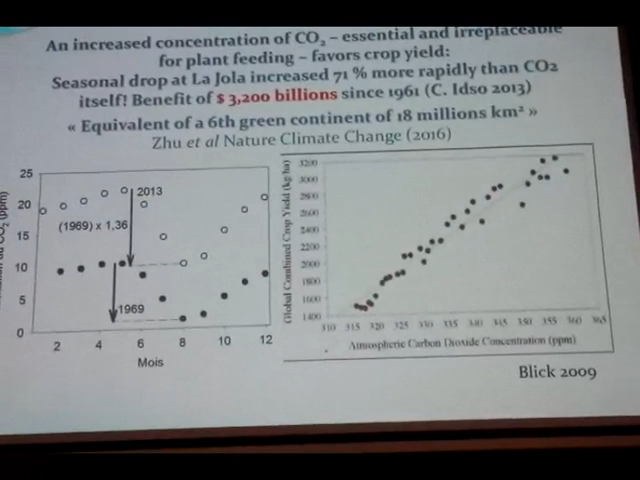 An increased concentration of CO₂ – essential and irreplaceable
for plant feeding – favors crop yield:
Seasonal drop at La Jola increased 71 % more rapidly than CO2
itself! Benefit of $ 3,200 billions since 1961 (C. Idso 2013)
« Equivalent of a 6th green continent of 18 millions km² »
Zhu et al Nature Climate Change (2016)
25
20
15
10
5
0
du CO₂ (ppm)
2013
(1969) x 1,36
1969
2 4 6 8 10 12
Mois
Global Combined Crop Yield (kg/ha)
3200
3000
2800
2600
2400
2200
2000
1800
1600
1400
310 315 320 325 330 335 340 345 350 355 360 365
Atmospheric Carbon Dioxide Concentration (ppm)
Blick 2009